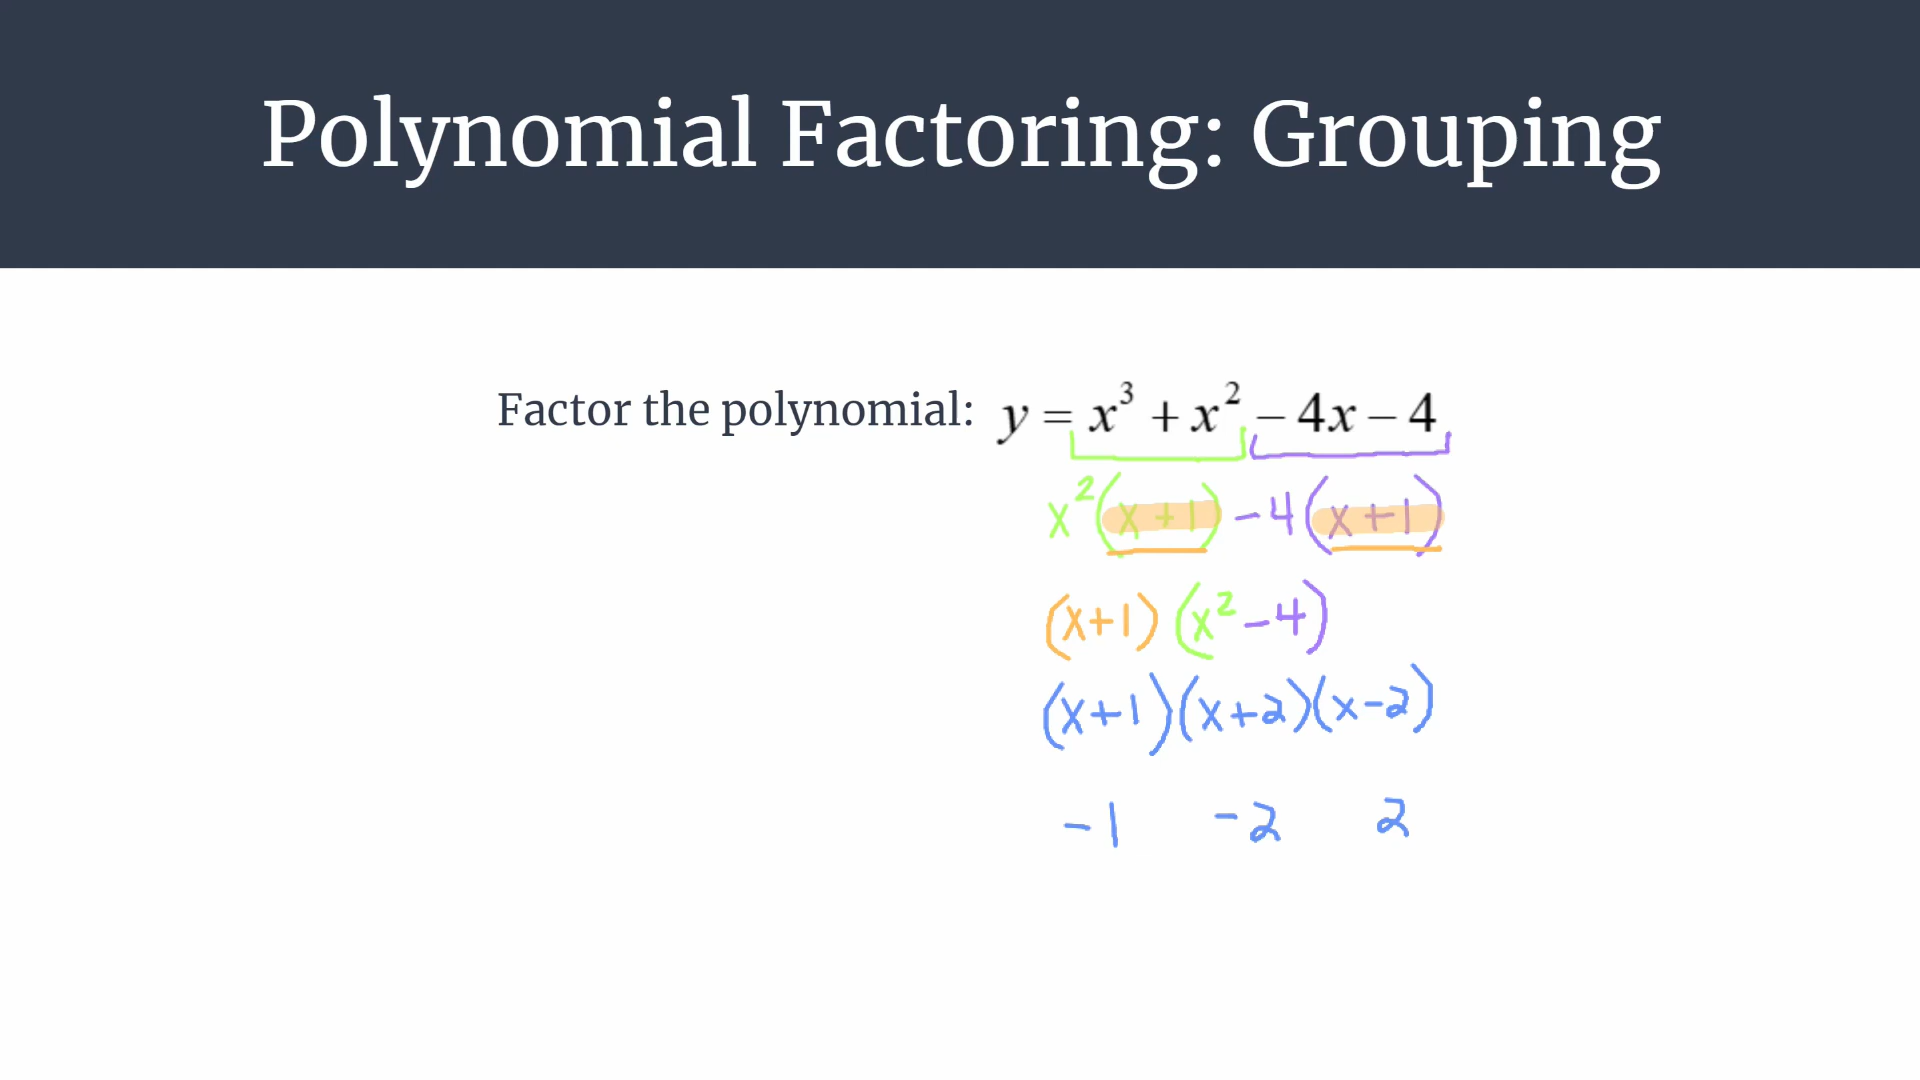 Polynomial Factoring: Grouping
Factor the polynomial: y = x³ + x² − 4x − 4
x²(x+1) −4(x+1)
(x+1)(x²−4)
(x+1)(x+2)(x−2)
−1 −2 2